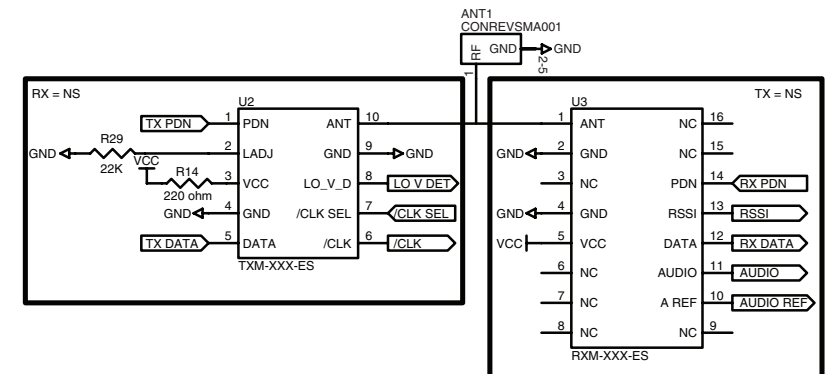 ANT1
CONREVSMA001
RF
GND
GND
1
2-5
RX = NS
U2
TX PDN
1
PDN
ANT
10
R29
GND
22K
2
LADJ
GND
9
GND
VCC
R14
220 ohm
3
VCC
LO_V_D
8
LO V DET
GND
4
GND
/CLK SEL
7
/CLK SEL
TX DATA
5
DATA
/CLK
6
/CLK
TXM-XXX-ES
TX = NS
U3
1
ANT
NC
16
GND
2
GND
NC
15
3
NC
PDN
14
RX PDN
GND
4
GND
RSSI
13
RSSI
VCC
5
VCC
DATA
12
RX DATA
6
NC
AUDIO
11
AUDIO
7
NC
A REF
10
AUDIO REF
8
NC
NC
9
RXM-XXX-ES